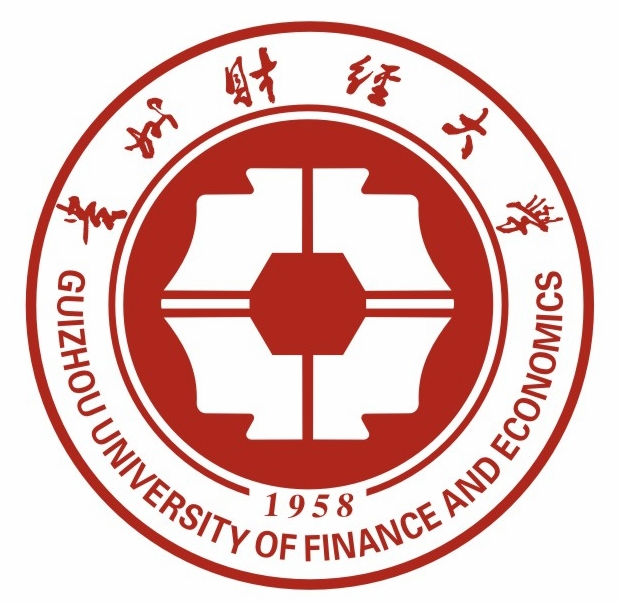 贵州财经大学
GUIZHOU UNIVERSITY OF FINANCE AND ECONOMICS
1958